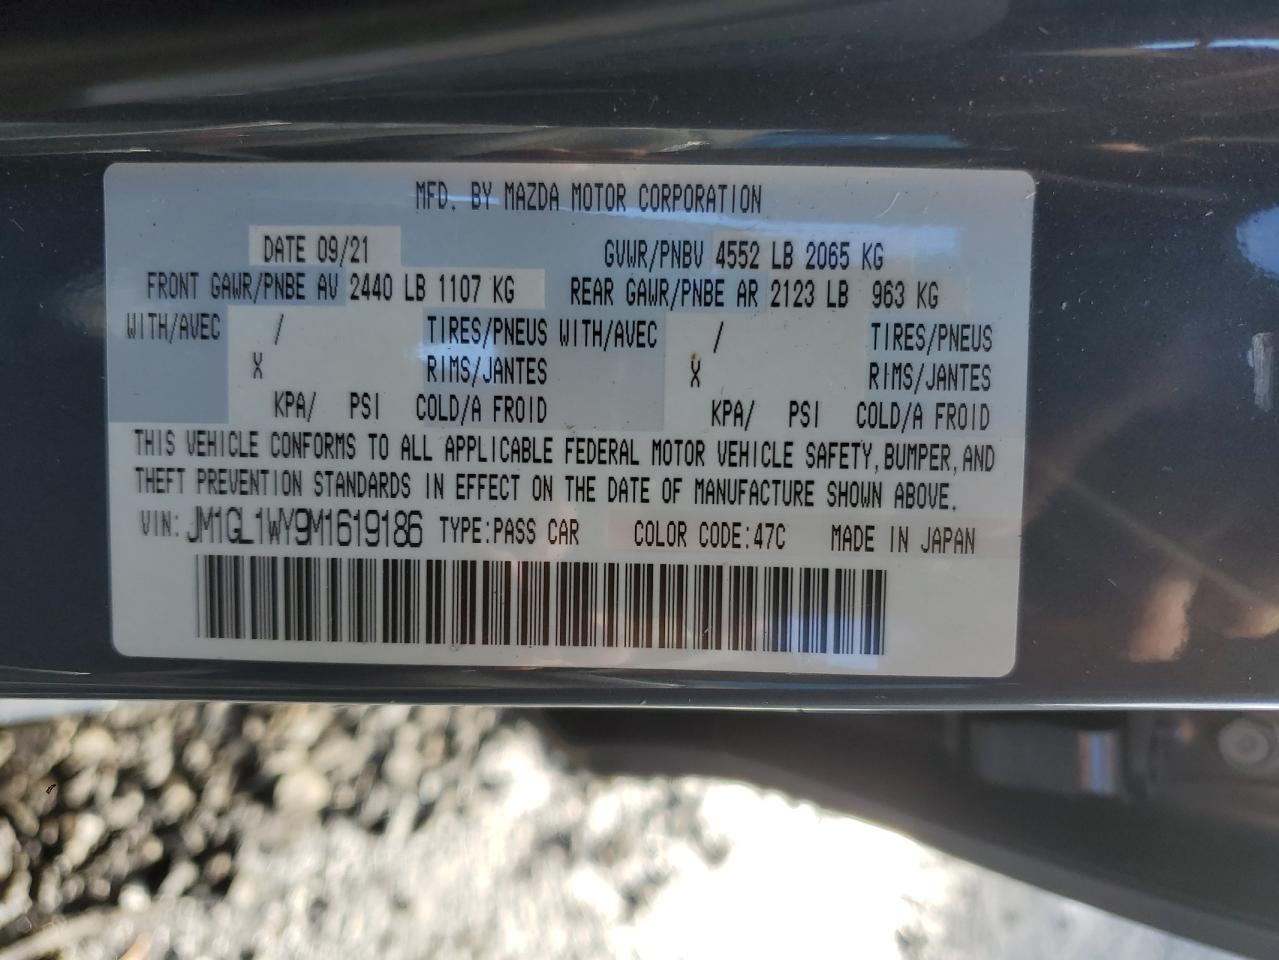 MFD. BY MAZDA MOTOR CORPORATION
DATE 09/21 GVWR/PNBV 4552 LB 2065 KG
FRONT GAWR/PNBE AV 2440 LB 1107 KG REAR GAWR/PNBE AR 2123 LB 963 KG
WITH/AVEC / TIRES/PNEUS WITH/AVEC / TIRES/PNEUS
X RIMS/JANTES X RIMS/JANTES
KPA/ PSI COLD/A FROID KPA/ PSI COLD/A FROID
THIS VEHICLE CONFORMS TO ALL APPLICABLE FEDERAL MOTOR VEHICLE SAFETY, BUMPER, AND
THEFT PREVENTION STANDARDS IN EFFECT ON THE DATE OF MANUFACTURE SHOWN ABOVE.
VIN: JM1GL1WY9M1619186 TYPE:PASS CAR COLOR CODE:47C MADE IN JAPAN